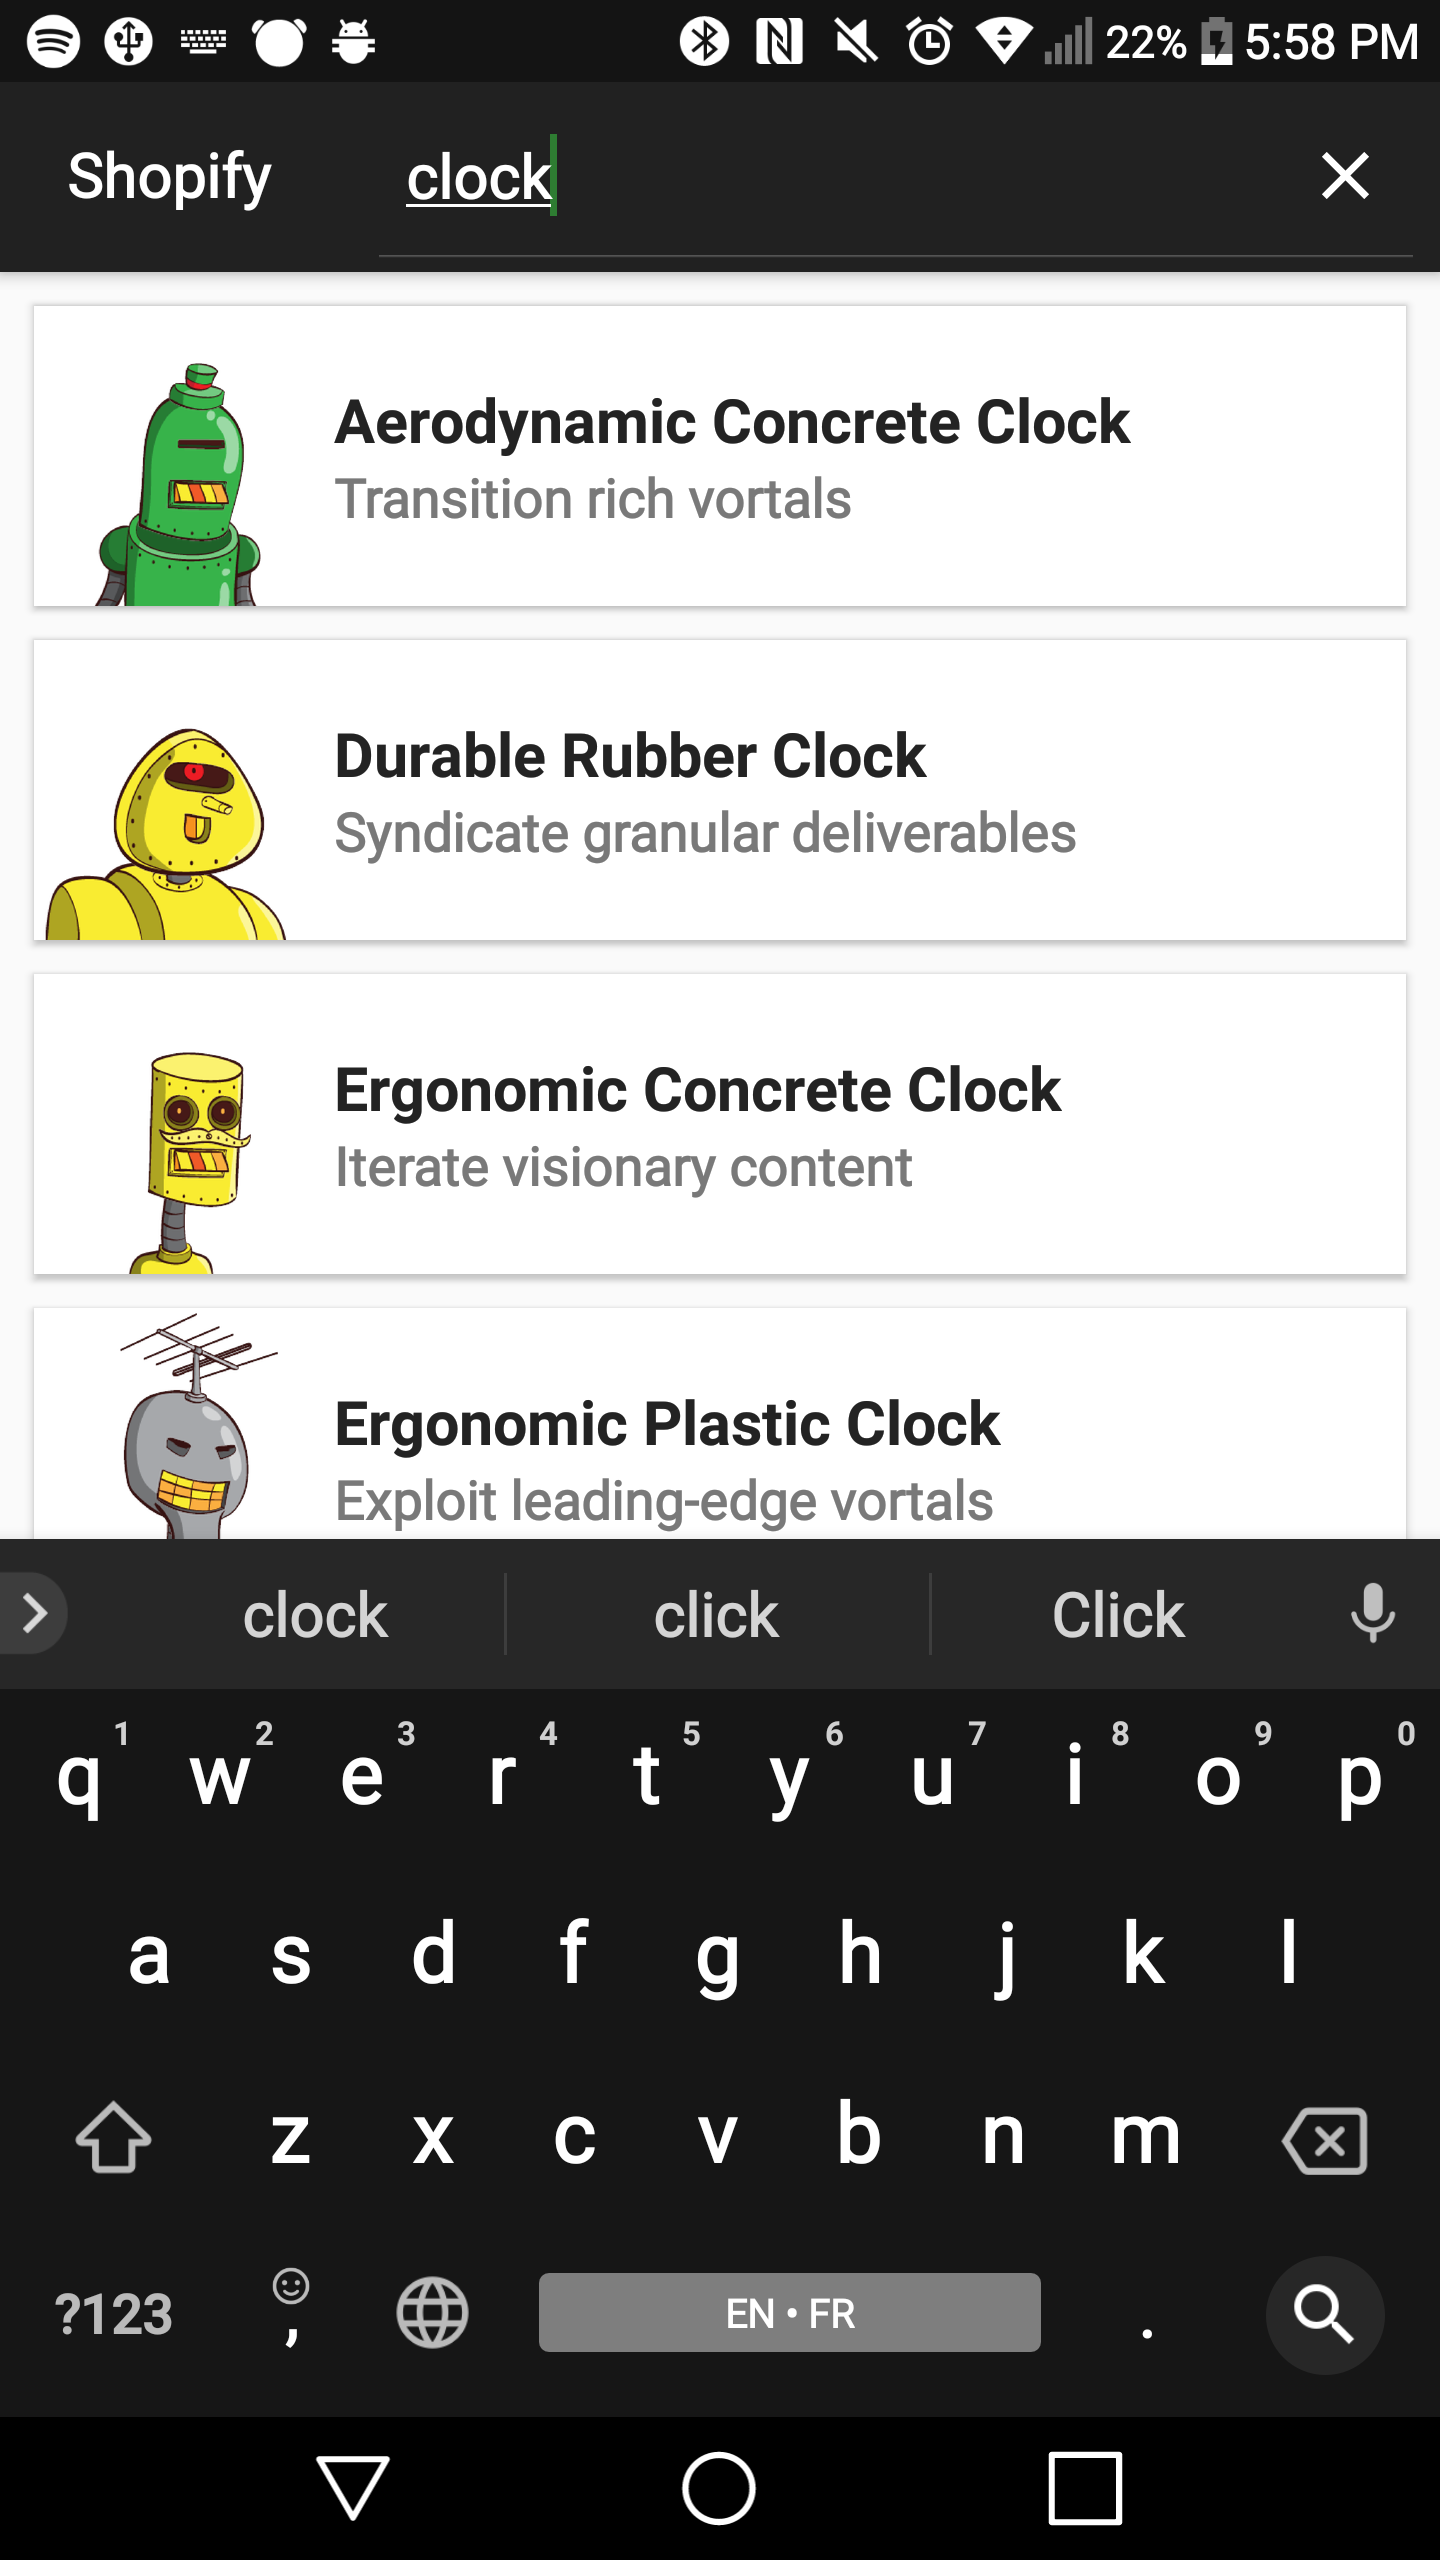 22% 5:58 PM
Shopify clock
Aerodynamic Concrete Clock
Transition rich vortals
Durable Rubber Clock
Syndicate granular deliverables
Ergonomic Concrete Clock
Iterate visionary content
Ergonomic Plastic Clock
Exploit leading-edge vortals
clock click Click
1 2 3 4 5 6 7 8 9 0
q w e r t y u i o p
a s d f g h j k l
z x c v b n m
?123 , EN • FR .